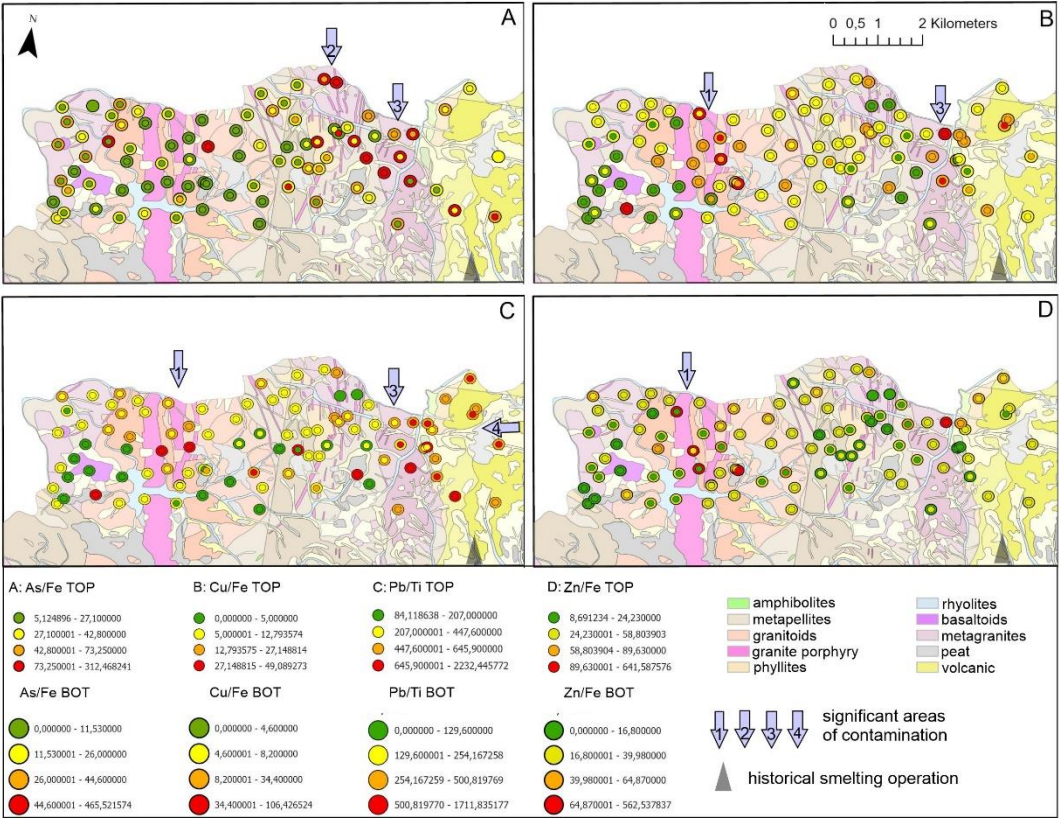 A
N
2
3
B
0 0,5 1 2 Kilometers
1
3
C
1
3
4
D
1
A: As/Fe TOP
5,124896 - 27,100000
27,100001 - 42,800000
42,800001 - 73,250000
73,250001 - 312,468241
B: Cu/Fe TOP
0,000000 - 5,000000
5,000001 - 12,793574
12,793575 - 27,148814
27,148815 - 49,089273
C: Pb/Ti TOP
84,118638 - 207,000000
207,000001 - 447,600000
447,600001 - 645,900000
645,900001 - 2232,445772
D: Zn/Fe TOP
8,691234 - 24,230000
24,230001 - 58,803903
58,803904 - 89,630000
89,630001 - 641,587576
As/Fe BOT
0,000000 - 11,530000
11,530001 - 26,000000
26,000001 - 44,600000
44,600001 - 465,521574
Cu/Fe BOT
0,000000 - 4,600000
4,600001 - 8,200000
8,200001 - 34,400000
34,400001 - 106,426524
Pb/Ti BOT
0,000000 - 129,600000
129,600001 - 254,167258
254,167259 - 500,819769
500,819770 - 1711,835177
Zn/Fe BOT
0,000000 - 16,800000
16,800001 - 39,980000
39,980001 - 64,870000
64,870001 - 562,537837
amphibolites
metapellites
granitoids
granite porphyry
phyllites
rhyolites
basaltoids
metagranites
peat
volcanic
1 2 3 4
significant areas
of contamination
historical smelting operation